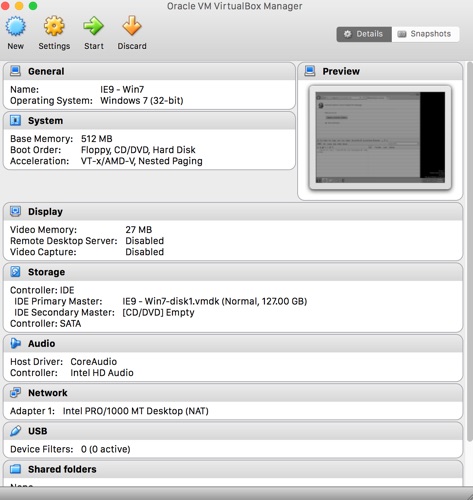 Oracle VM VirtualBox Manager
New Settings Start Discard
Details Snapshots
General
Name: IE9 - Win7
Operating System: Windows 7 (32-bit)
Preview
System
Base Memory: 512 MB
Boot Order: Floppy, CD/DVD, Hard Disk
Acceleration: VT-x/AMD-V, Nested Paging
Display
Video Memory: 27 MB
Remote Desktop Server: Disabled
Video Capture: Disabled
Storage
Controller: IDE
IDE Primary Master: IE9 - Win7-disk1.vmdk (Normal, 127.00 GB)
IDE Secondary Master: [CD/DVD] Empty
Controller: SATA
Audio
Host Driver: CoreAudio
Controller: Intel HD Audio
Network
Adapter 1: Intel PRO/1000 MT Desktop (NAT)
USB
Device Filters: 0 (0 active)
Shared folders
None